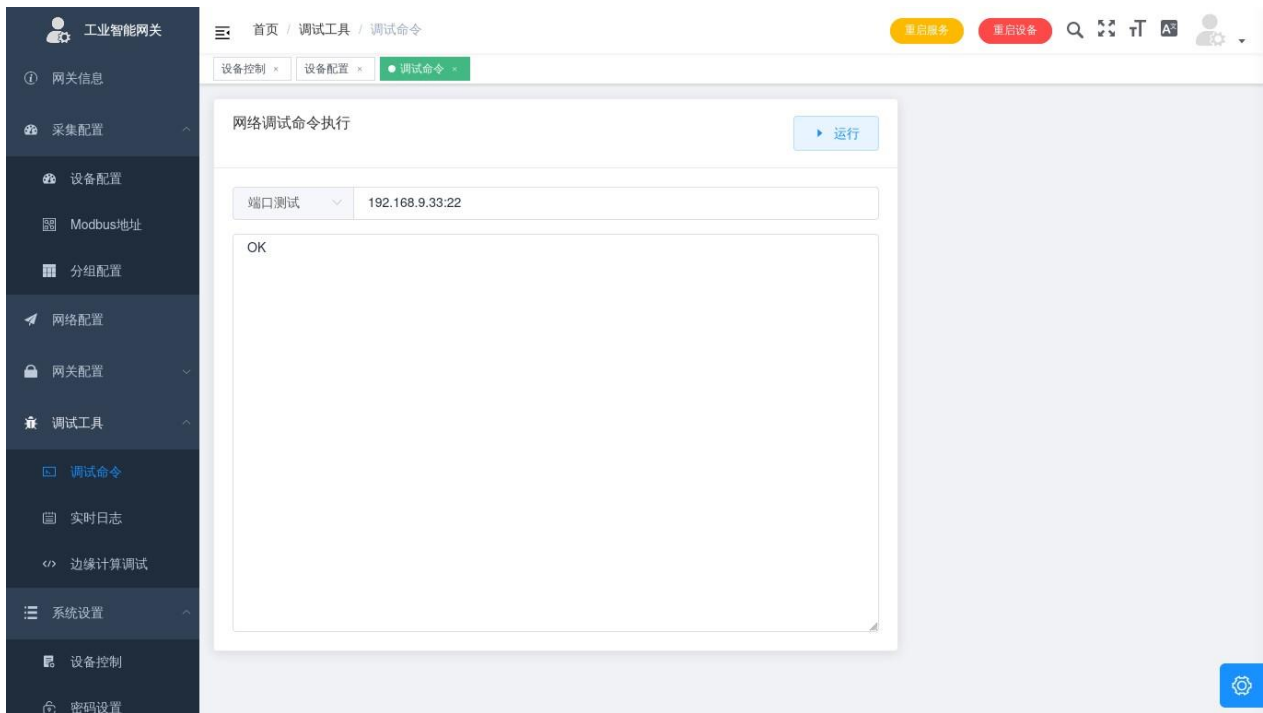 工业智能网关
首页 / 调试工具 / 调试命令
重启服务
重启设备
设备控制 ×
设备配置 ×
调试命令 ×
网关信息
采集配置
设备配置
Modbus地址
分组配置
网络配置
网关配置
调试工具
调试命令
实时日志
边缘计算调试
系统设置
设备控制
密码设置
网络调试命令执行
运行
端口测试
192.168.9.33:22
OK